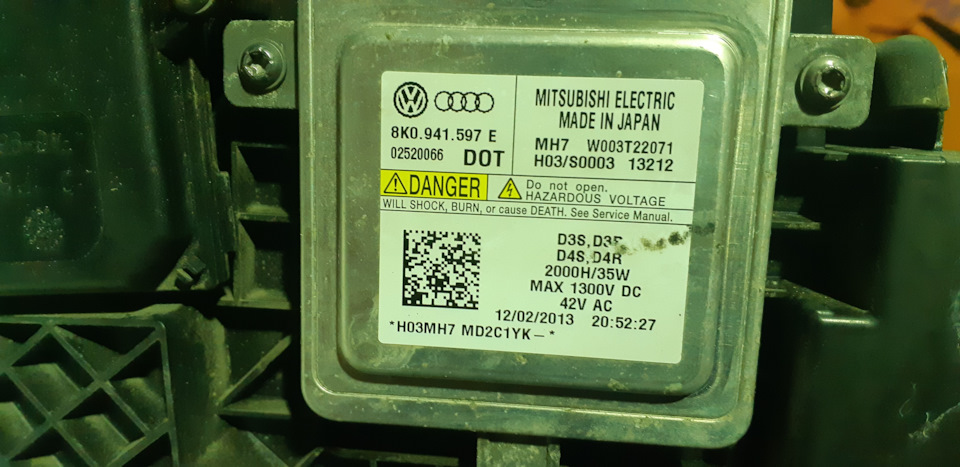 8K0.941.597 E
02520066 DOT
MITSUBISHI ELECTRIC
MADE IN JAPAN
MH7 W003T22071
H03/S0003 13212
DANGER
Do not open.
HAZARDOUS VOLTAGE
WILL SHOCK, BURN, or cause DEATH. See Service Manual.
D3S,D3R
D4S,D4R
2000H/35W
MAX 1300V DC
42V AC
12/02/2013 20:52:27
*H03MH7 MD2C1YK-*